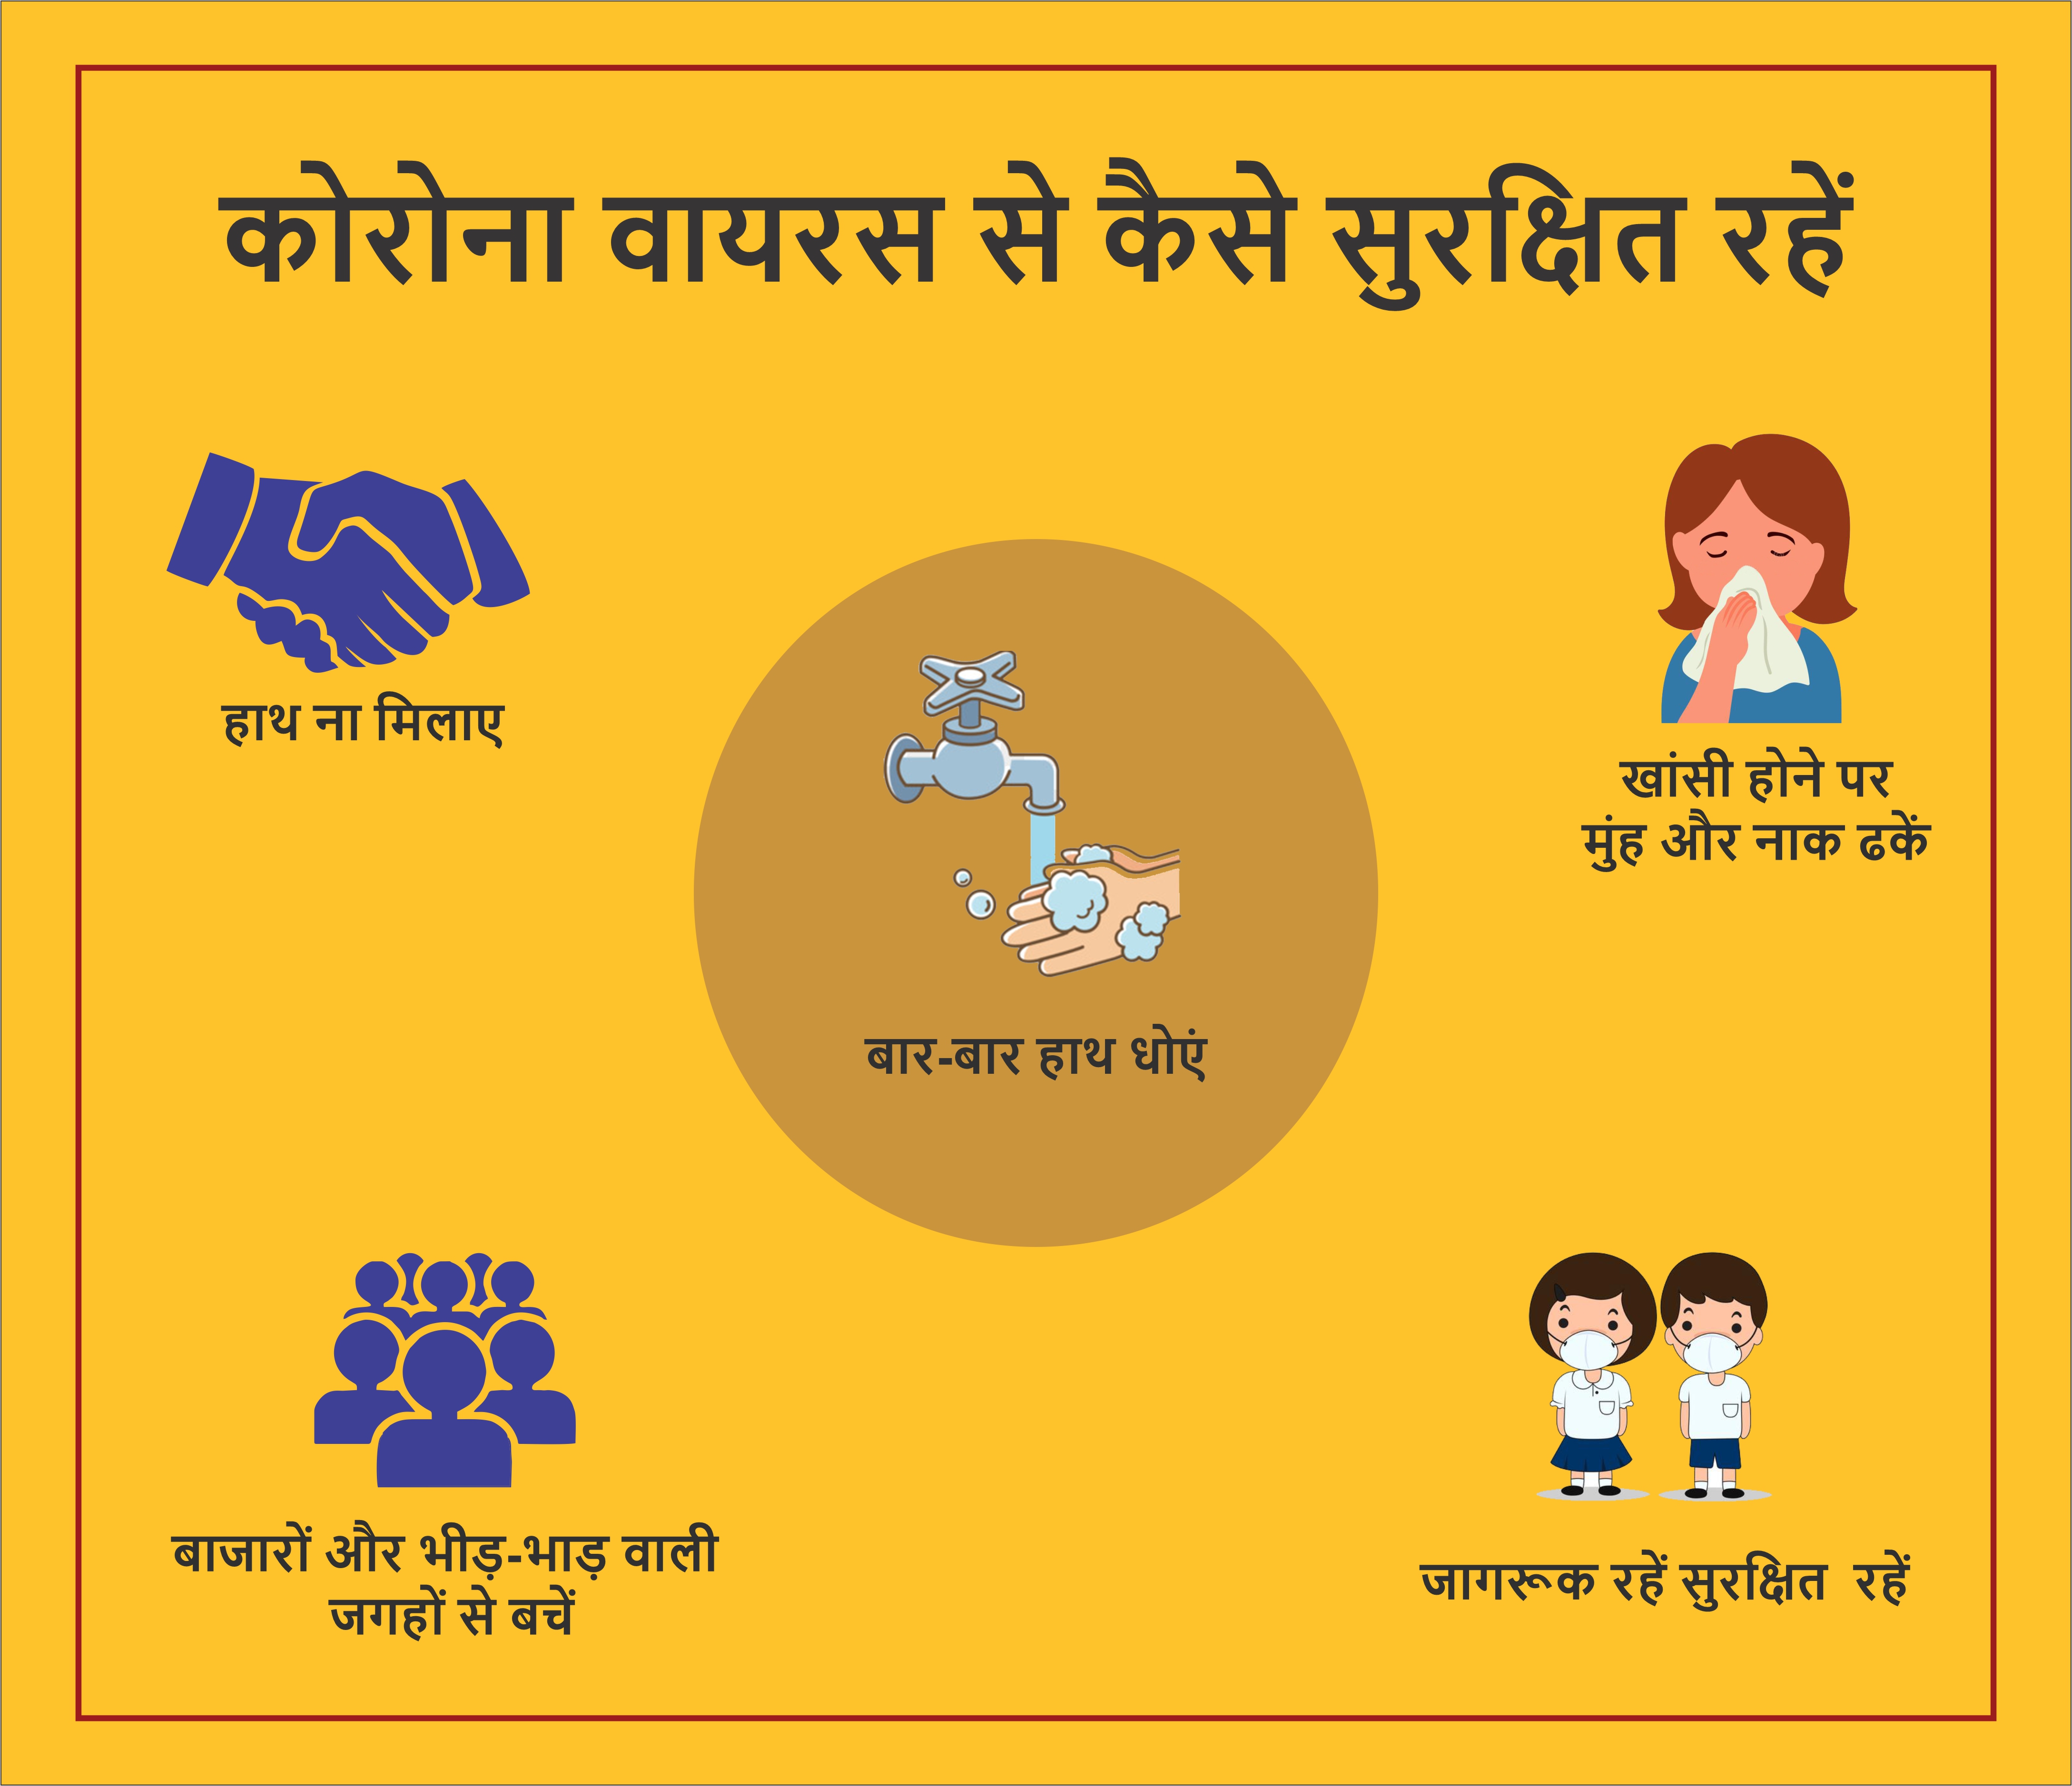 कोरोना वायरस से कैसे सुरक्षित रहें
हाथ ना मिलाए
खांसी होने पर
मुंह और नाक ढकें
बार-बार हाथ धोएं
बाजारों और भीड़-भाड़ वाली
जगहों से बचें
जागरूक रहें सुरक्षित रहें